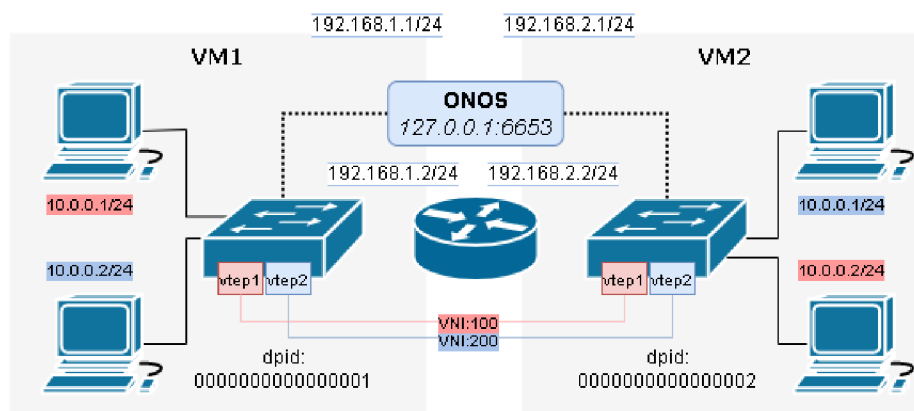 192.168.1.1/24
192.168.2.1/24
VM1
VM2
ONOS
127.0.0.1:6653
192.168.1.2/24
192.168.2.2/24
10.0.0.1/24
10.0.0.1/24
10.0.0.2/24
10.0.0.2/24
vtep1
vtep2
vtep1
vtep2
VNI:100
VNI:200
dpid:
0000000000000001
dpid:
0000000000000002